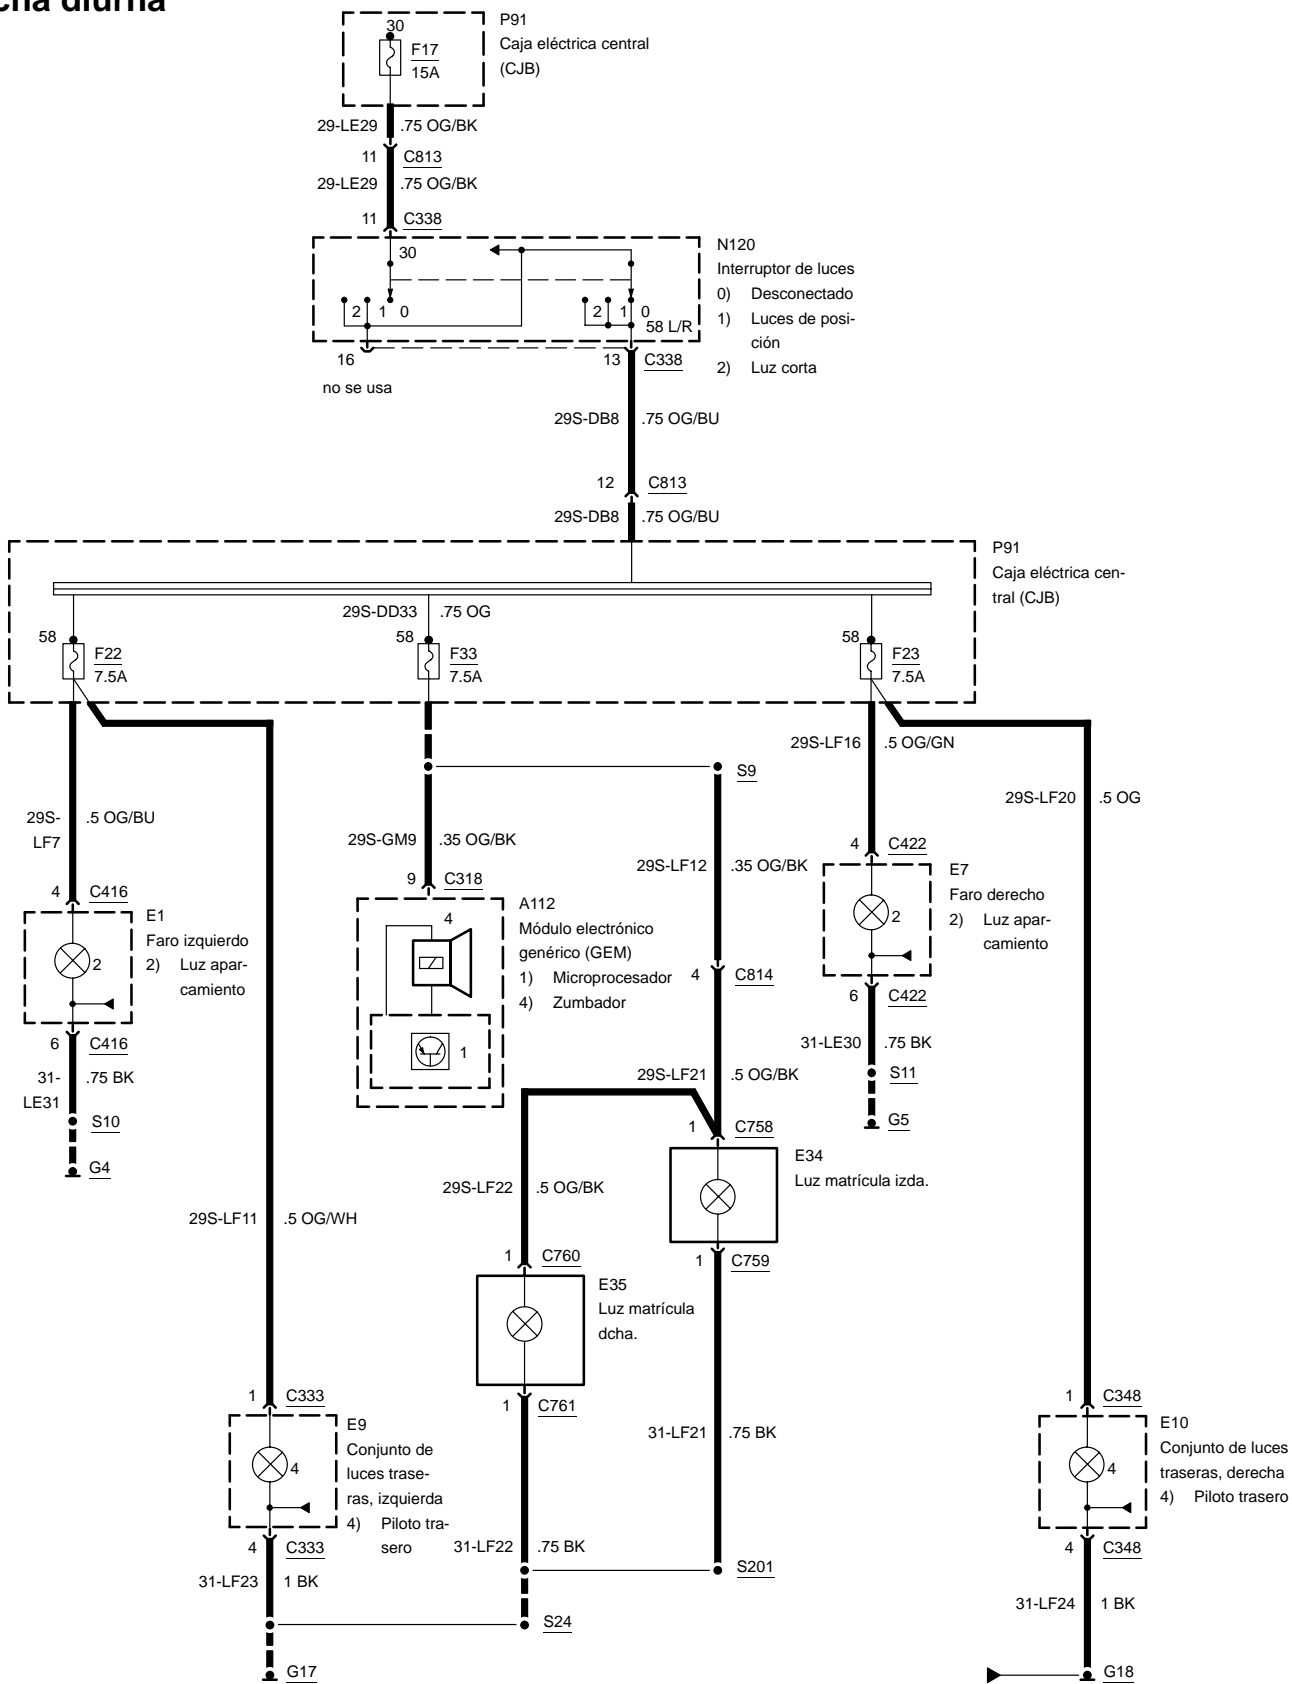 cha diurna
30
F17
15A
P91
Caja eléctrica central
(CJB)
29-LE29 .75 OG/BK
11 C813
29-LE29 .75 OG/BK
11 C338
30
2 1 0
2 1 0
58 L/R
N120
Interruptor de luces
0) Desconectado
1) Luces de posi-
ción
2) Luz corta
16
no se usa
13 C338
29S-DB8 .75 OG/BU
12 C813
29S-DB8 .75 OG/BU
P91
Caja eléctrica cen-
tral (CJB)
29S-DD33 .75 OG
58
F22
7.5A
58
F33
7.5A
58
F23
7.5A
29S-LF16 .5 OG/GN
S9
29S-LF20 .5 OG
29S-
LF7
.5 OG/BU
29S-GM9 .35 OG/BK
29S-LF12 .35 OG/BK
4 C422
E7
Faro derecho
2) Luz apar-
camiento
2
6 C422
31-LE30 .75 BK
S11
G5
4 C416
E1
Faro izquierdo
2) Luz apar-
camiento
2
6 C416
31-
LE31
.75 BK
S10
G4
9 C318
A112
Módulo electrónico
genérico (GEM)
1) Microprocesador
4) Zumbador
4
1
4 C814
29S-LF21 .5 OG/BK
1 C758
E34
Luz matrícula izda.
29S-LF22 .5 OG/BK
29S-LF11 .5 OG/WH
1 C760
1 C759
E35
Luz matrícula
dcha.
1 C761
1 C333
E9
Conjunto de
luces trase-
ras, izquierda
4) Piloto tra-
sero
4
31-LF21 .75 BK
1 C348
E10
Conjunto de luces
traseras, derecha
4) Piloto trasero
4
4 C333
31-LF22 .75 BK
4 C348
S201
31-LF23 1 BK
31-LF24 1 BK
S24
G17
G18